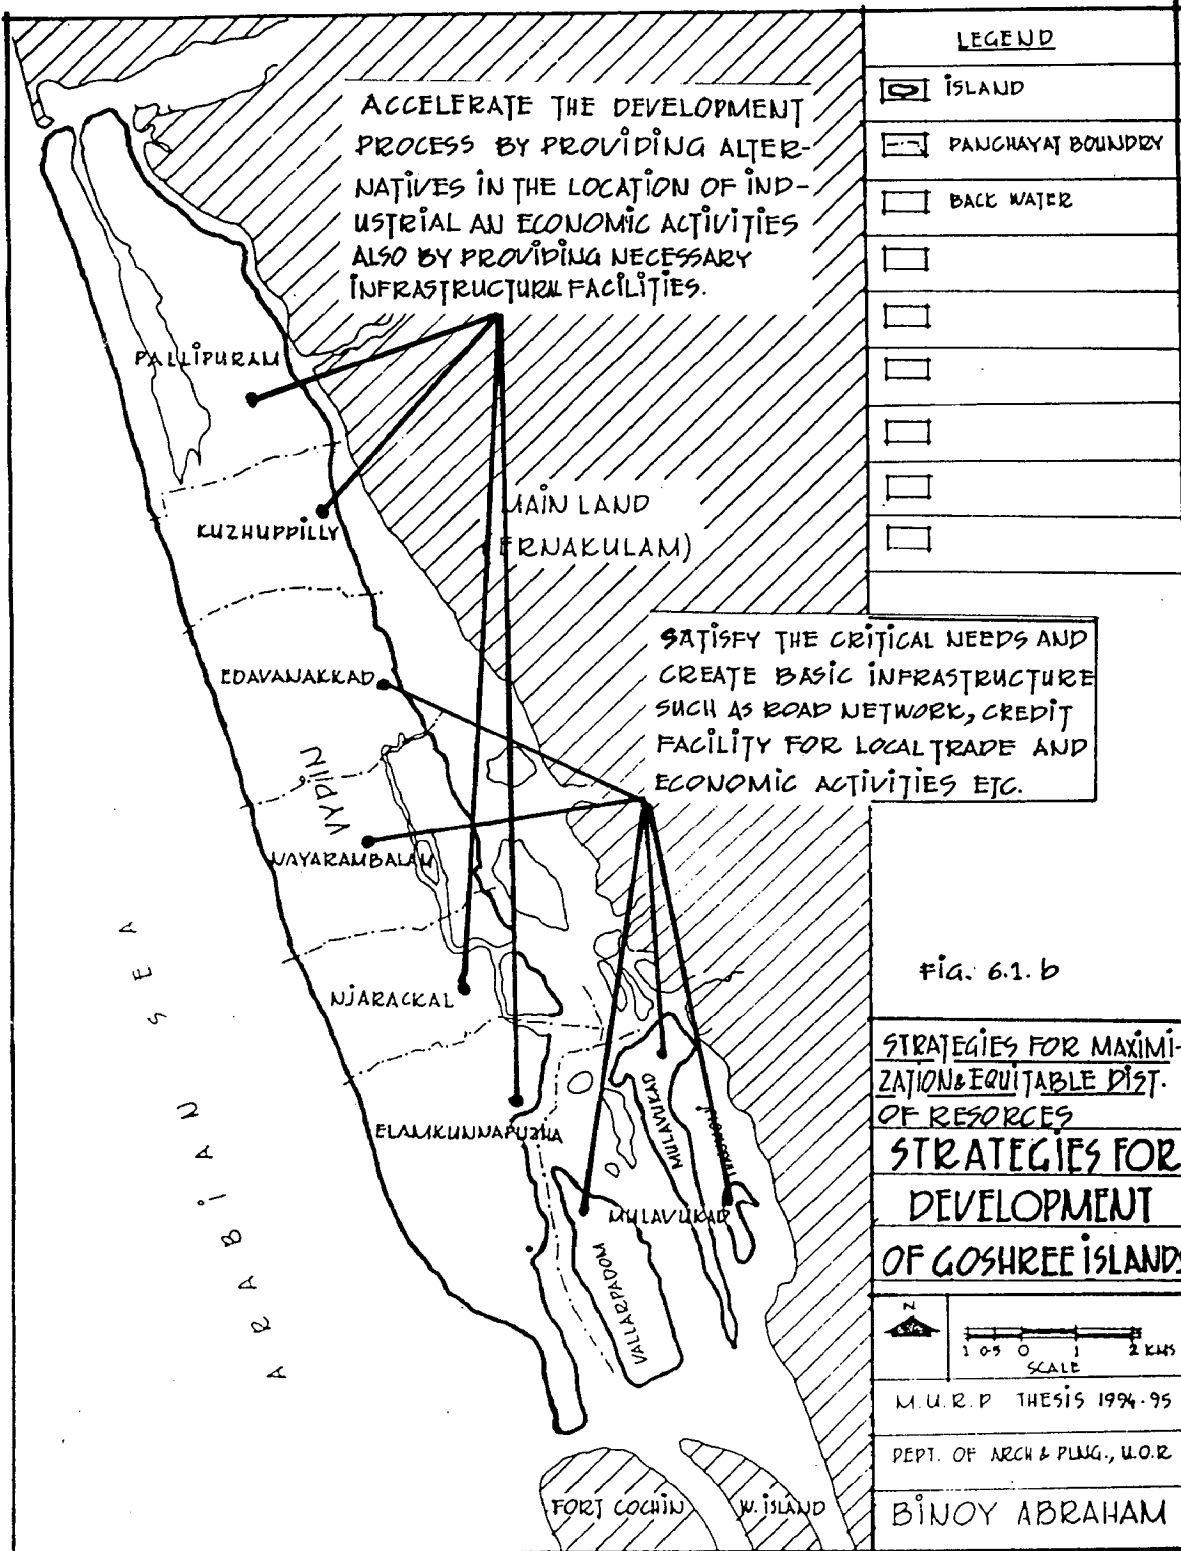 ACCELERATE THE DEVELOPMENT
PROCESS BY PROVIDING ALTER-
NATIVES IN THE LOCATION OF IND-
USTRIAL AN ECONOMIC ACTIVITIES
ALSO BY PROVIDING NECESSARY
INFRASTRUCTURAL FACILITIES.
PALLIPURAM
KUZHUPPILLY
MAIN LAND
(ERNAKULAM)
EDAVANAKKAD
SATISFY THE CRITICAL NEEDS AND
CREATE BASIC INFRASTRUCTURE
SUCH AS ROAD NETWORK, CREDIT
FACILITY FOR LOCAL TRADE AND
ECONOMIC ACTIVITIES ETC.
VYPIN
NAYARAMBALAM
NJARACKAL
ELAMKUNNAPUZHA
MULAVUKAD
MULAVUKAD
VALLARPADOM
ARABIAN SEA
FORT COCHIN
W. ISLAND
LEGEND
ISLAND
PANCHAYAT BOUNDRY
BACK WATER
FIG. 6.1.b
STRATEGIES FOR MAXIMI-
ZATION & EQUITABLE DIST.
OF RESORCES
STRATEGIES FOR
DEVELOPMENT
OF GOSHREE ISLANDS
N
1 0.5 0 1 2 KMS
SCALE
M.U.R.P THESIS 1994-95
DEPT. OF ARCH & PLNG., U.O.R
BINOY ABRAHAM